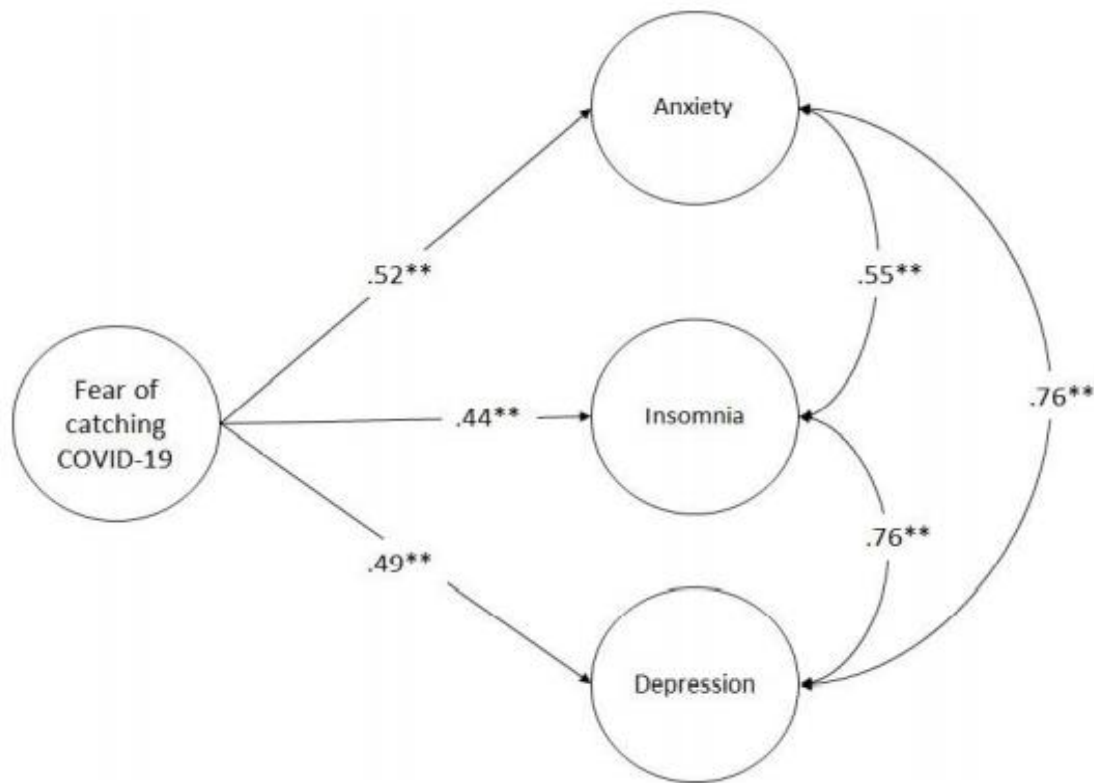 Anxiety
.52**
.55**
Fear of
catching
COVID-19
.44**
Insomnia
.76**
.49**
.76**
Depression